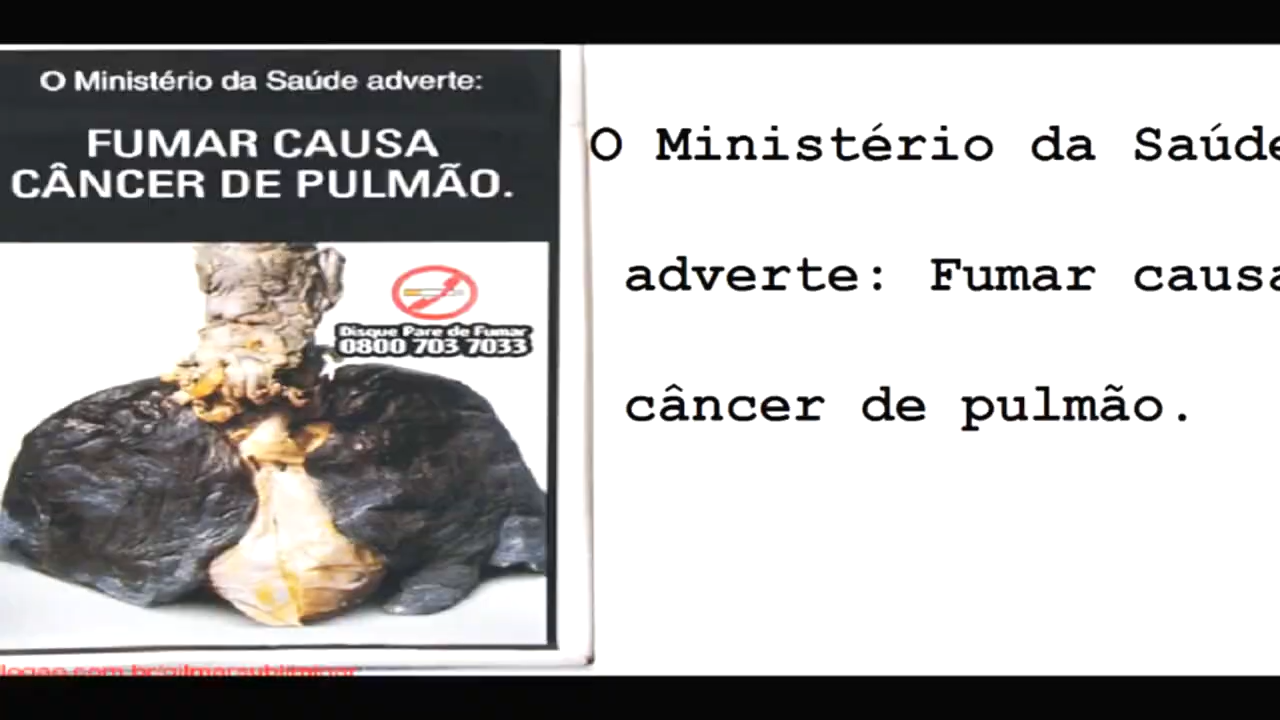 O Ministério da Saúde adverte:
FUMAR CAUSA
CÂNCER DE PULMÃO.
Disque Pare de Fumar
0800 703 7033
O Ministério da Saúde
adverte: Fumar causa
câncer de pulmão.